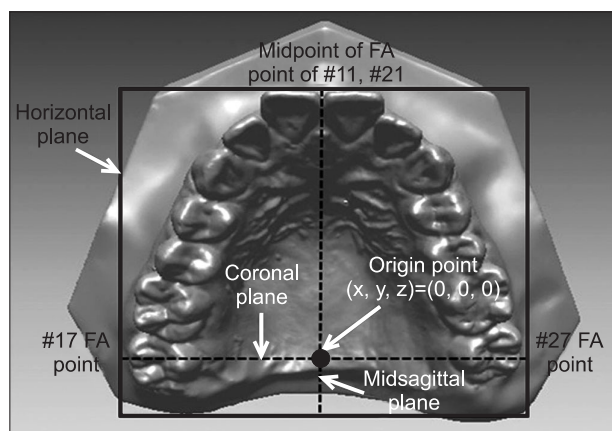 Midpoint of FA
point of #11, #21
Horizontal
plane
Coronal
plane
Origin point
(x, y, z)=(0, 0, 0)
#17 FA
point
#27 FA
point
Midsagittal
plane